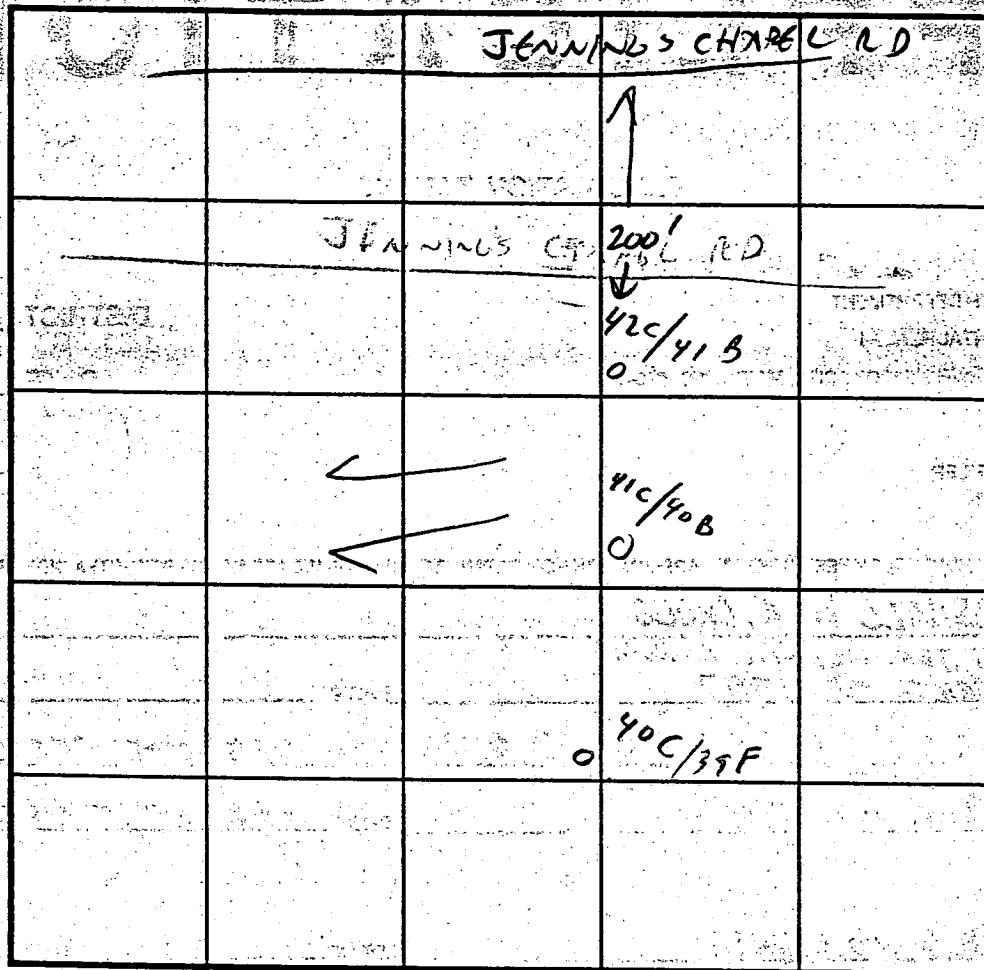 JENNINGS CHAPEL RD
JENNINGS CHAPEL RD
200'
42C/41B
41C/40B
40C/39F